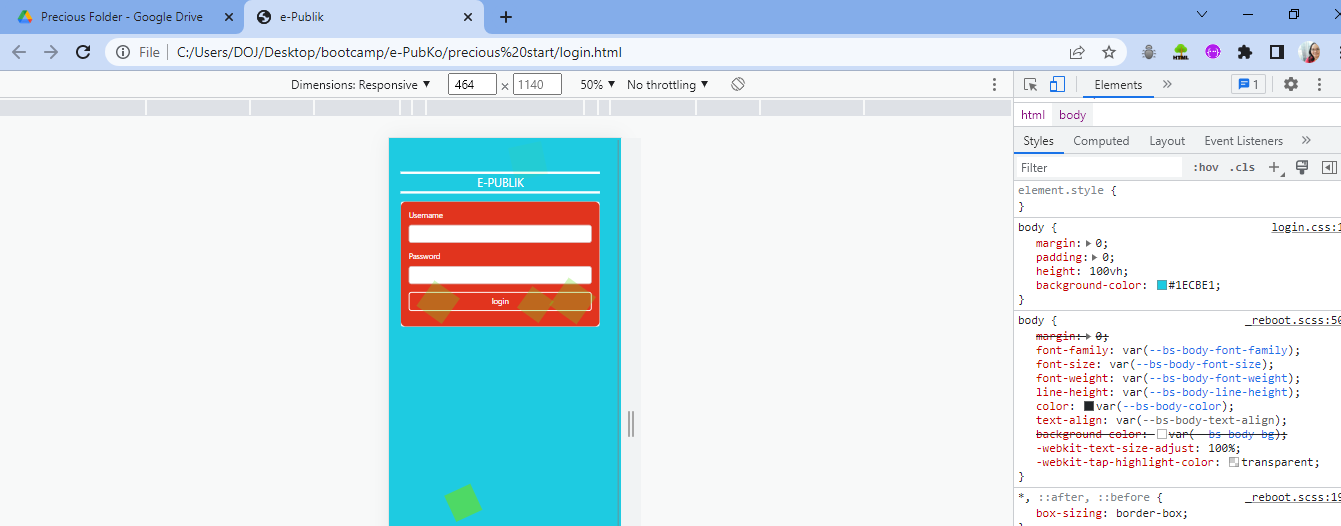 Precious Folder - Google Drive
e-Publik
File
C:/Users/DOJ/Desktop/bootcamp/e-PubKo/precious%20start/login.html
HTML
Dimensions: Responsive ▼ 464 × 1140 50% ▼ No throttling ▼
Elements »
1
html body
Styles Computed Layout Event Listeners »
Filter
:hov .cls +
element.style {
}
body { login.css:1
margin: 0;
padding: 0;
height: 100vh;
background-color: #1ECBE1;
}
body { _reboot.scss:50
margin: 0;
font-family: var(--bs-body-font-family);
font-size: var(--bs-body-font-size);
font-weight: var(--bs-body-font-weight);
line-height: var(--bs-body-line-height);
color: var(--bs-body-color);
text-align: var(--bs-body-text-align);
background-color: var(--bs-body-bg);
-webkit-text-size-adjust: 100%;
-webkit-tap-highlight-color: transparent;
}
*, ::after, ::before { _reboot.scss:19
box-sizing: border-box;
E-PUBLIK
Username
Password
login